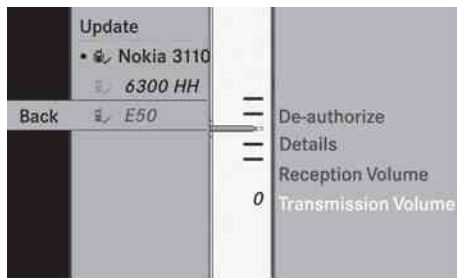 Update
• Nokia 3110
6300 HH
Back
E50
De-authorize
Details
Reception Volume
0
Transmission Volume